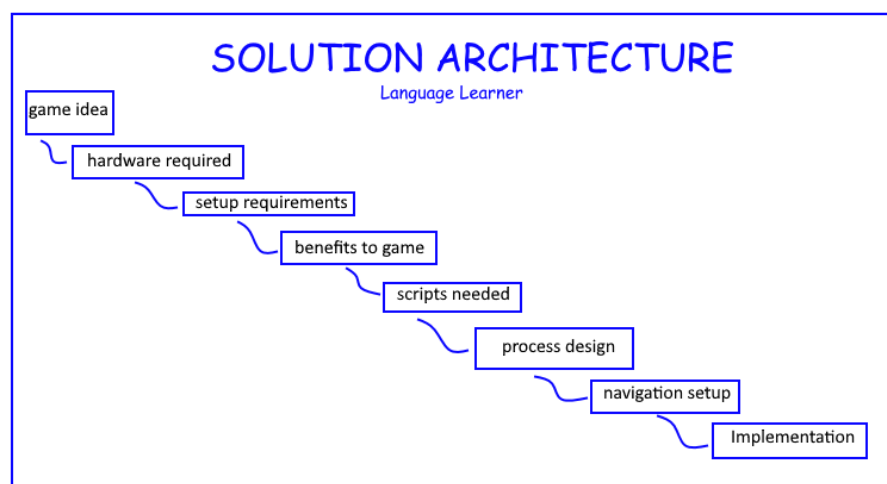 SOLUTION ARCHITECTURE
Language Learner
game idea
hardware required
setup requirements
benefits to game
scripts needed
process design
navigation setup
Implementation